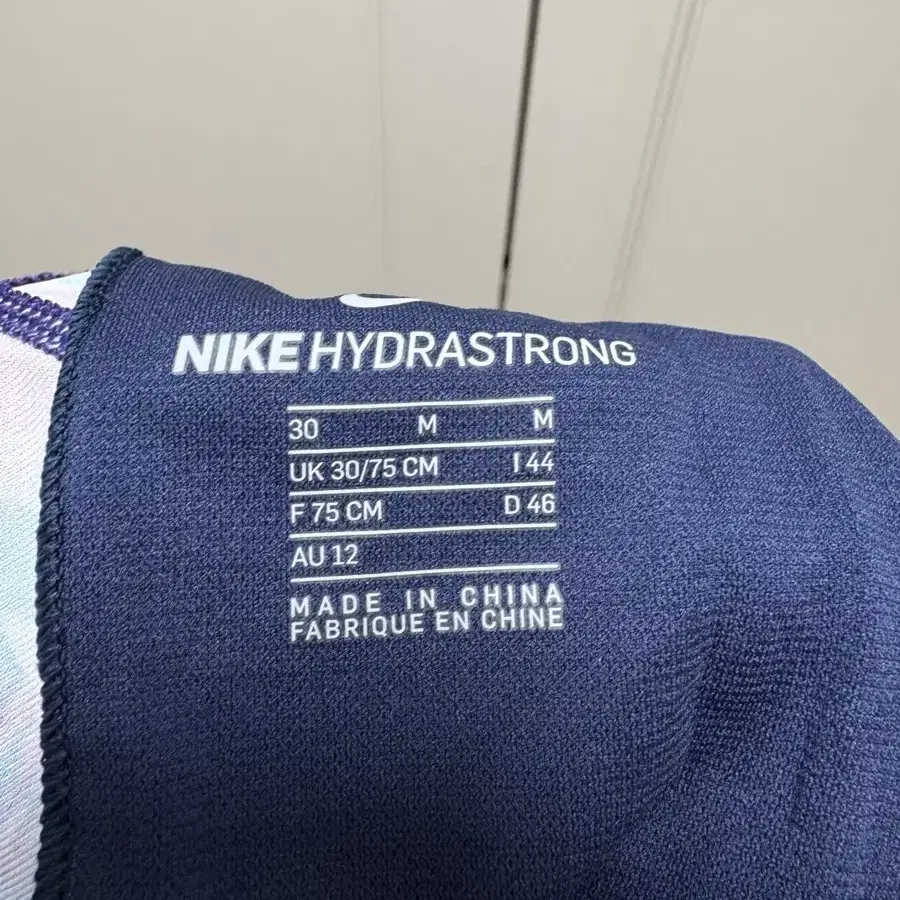 NIKE HYDRASTRONG
30 M M
UK 30/75 CM I 44
F 75 CM D 46
AU 12
MADE IN CHINA
FABRIQUE EN CHINE